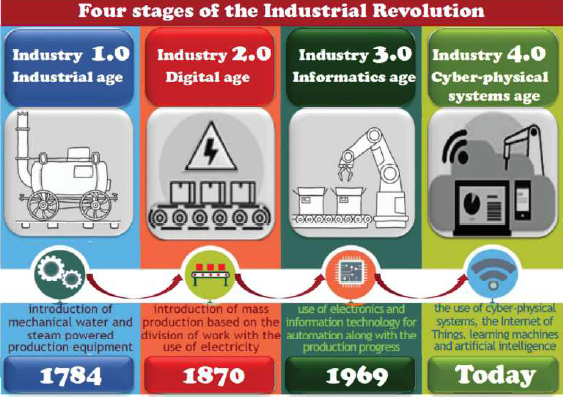 Four stages of the Industrial Revolution
Industry 1.0
Industrial age
Industry 2.0
Digital age
Industry 3.0
Informatics age
Industry 4.0
Cyber-physical
systems age
introduction of
mechanical water and
steam powered
production equipment
introduction of mass
production based on the
division of work with the
use of electricity
use of electronics and
information technology for
automation along with the
production progress
the use of cyber-physical
systems, the Internet of
Things, learning machines
and artificial intelligence
1784
1870
1969
Today